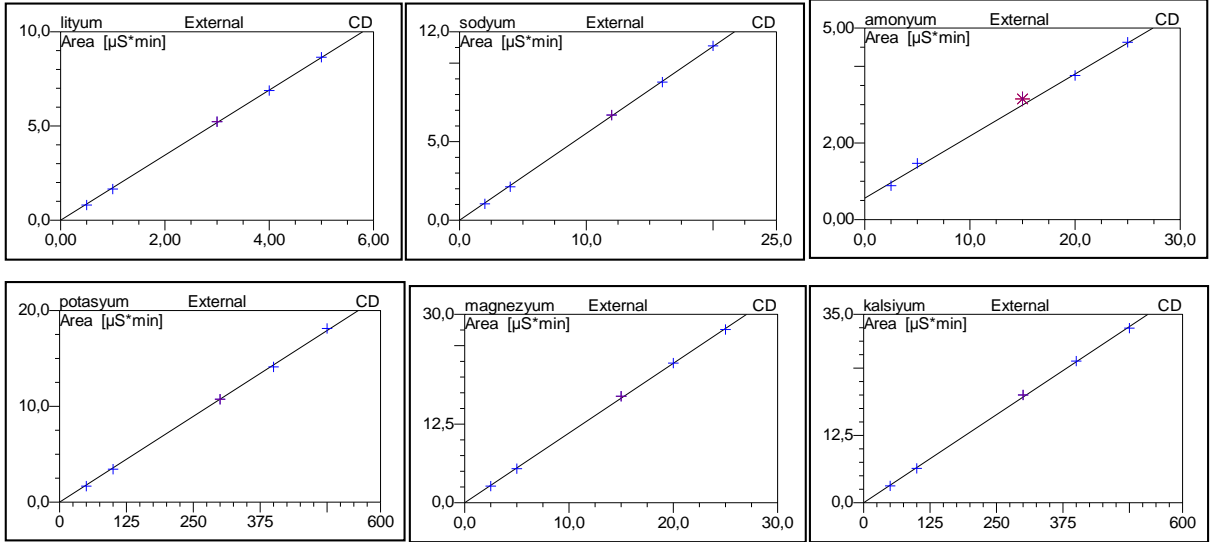 lityum External CD
Area [µS*min]
10,0
5,0
0,0
0,00 2,00 4,00 6,00
sodyum External CD
Area [µS*min]
12,0
5,0
0,0
0,0 10,0 25,0
amonyum External CD
Area [µS*min]
5,00
2,00
0,00
0,0 10,0 20,0 30,0
potasyum External CD
Area [µS*min]
20,0
10,0
0,0
0 125 250 375 600
magnezyum External CD
Area [µS*min]
30,0
12,5
0,0
0,0 10,0 20,0 30,0
kalsiyum External CD
Area [µS*min]
35,0
12,5
0,0
0 125 250 375 600